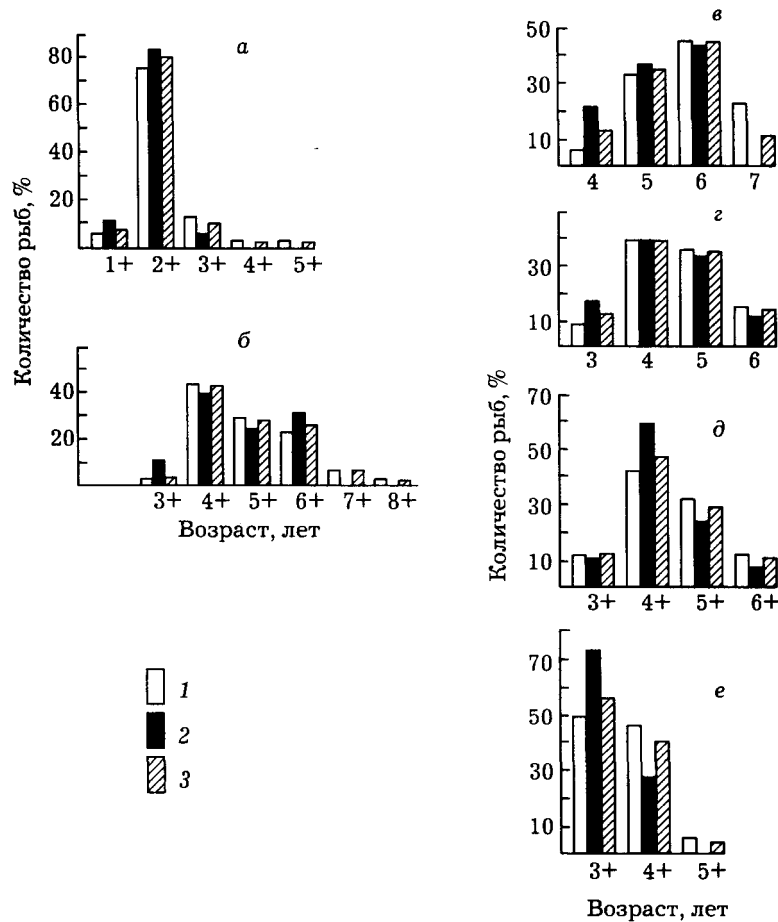 Количество рыб, %
а
80
60
40
20
1+ 2+ 3+ 4+ 5+
б
40
20
3+ 4+ 5+ 6+ 7+ 8+
Возраст, лет
1
2
3
Количество рыб, %
в
50
30
10
4 5 6 7
г
30
10
3 4 5 6
д
70
50
30
10
3+ 4+ 5+ 6+
е
70
50
30
10
3+ 4+ 5+
Возраст, лет